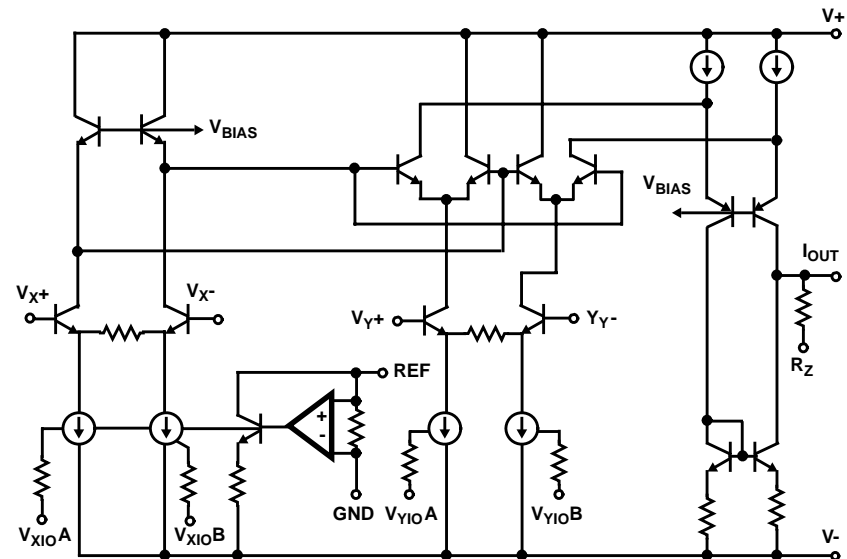 V+
VBIAS
VBIAS
IOUT
VX+
VX-
VY+
YY-
RZ
REF
+
-
GND
VXIOA
VXIOB
VYIOA
VYIOB
V-